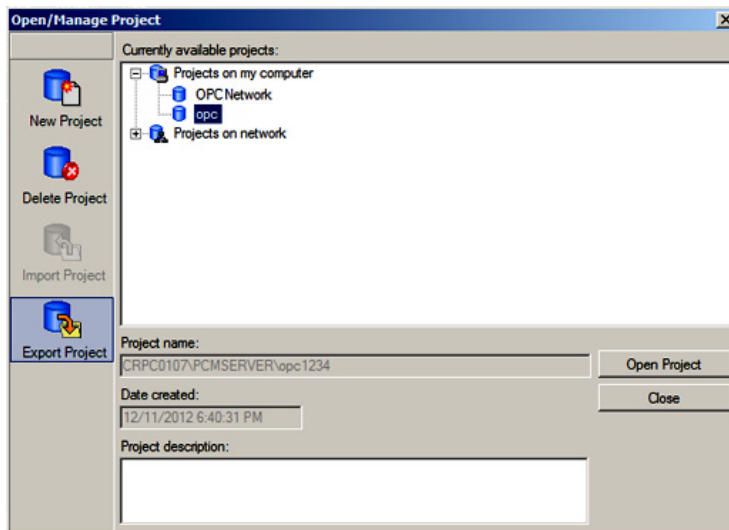 Open/Manage Project
Currently available projects:
Projects on my computer
OPC Network
opc
Projects on network
New Project
Delete Project
Import Project
Export Project
Project name:
CRPC0107\PCMSERVER\opc1234
Open Project
Date created:
Close
12/11/2012 6:40:31 PM
Project description: